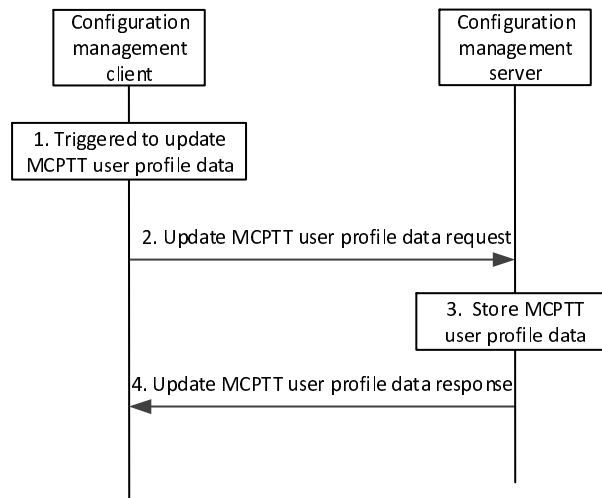 Configuration
management
client
Configuration
management
server
1. Triggered to update
MCPTT user profile data
2. Update MCPTT user profile data request
3. Store MCPTT
user profile data
4. Update MCPTT user profile data response